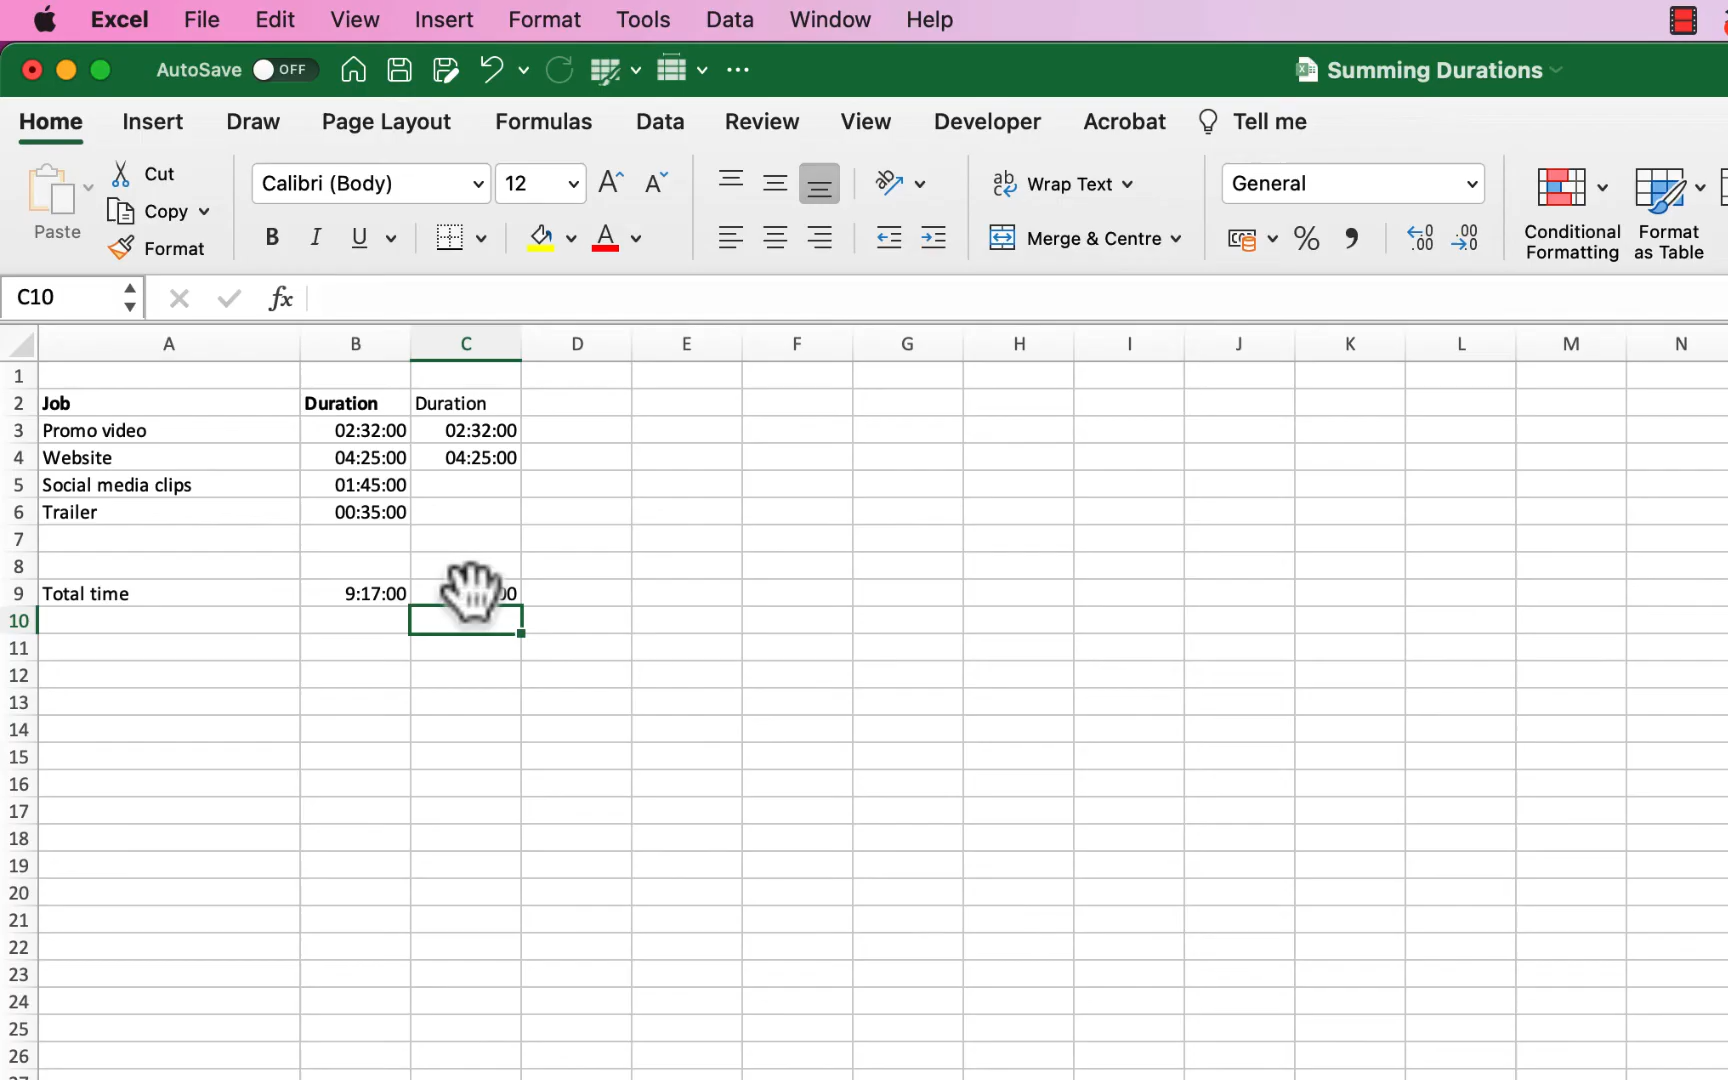 Excel File Edit View Insert Format Tools Data Window Help
AutoSave OFF ... Summing Durations
Home Insert Draw Page Layout Formulas Data Review View Developer Acrobat Tell me
Paste Cut Copy Format
Calibri (Body) 12 Wrap Text General
B I U A Merge & Centre % Conditional Formatting Format as Table
C10 fx
A B C D E F G H I J K L M N
1
2 Job Duration Duration
3 Promo video 02:32:00 02:32:00
4 Website 04:25:00 04:25:00
5 Social media clips 01:45:00
6 Trailer 00:35:00
7
8
9 Total time 9:17:00
10
11
12
13
14
15
16
17
18
19
20
21
22
23
24
25
26